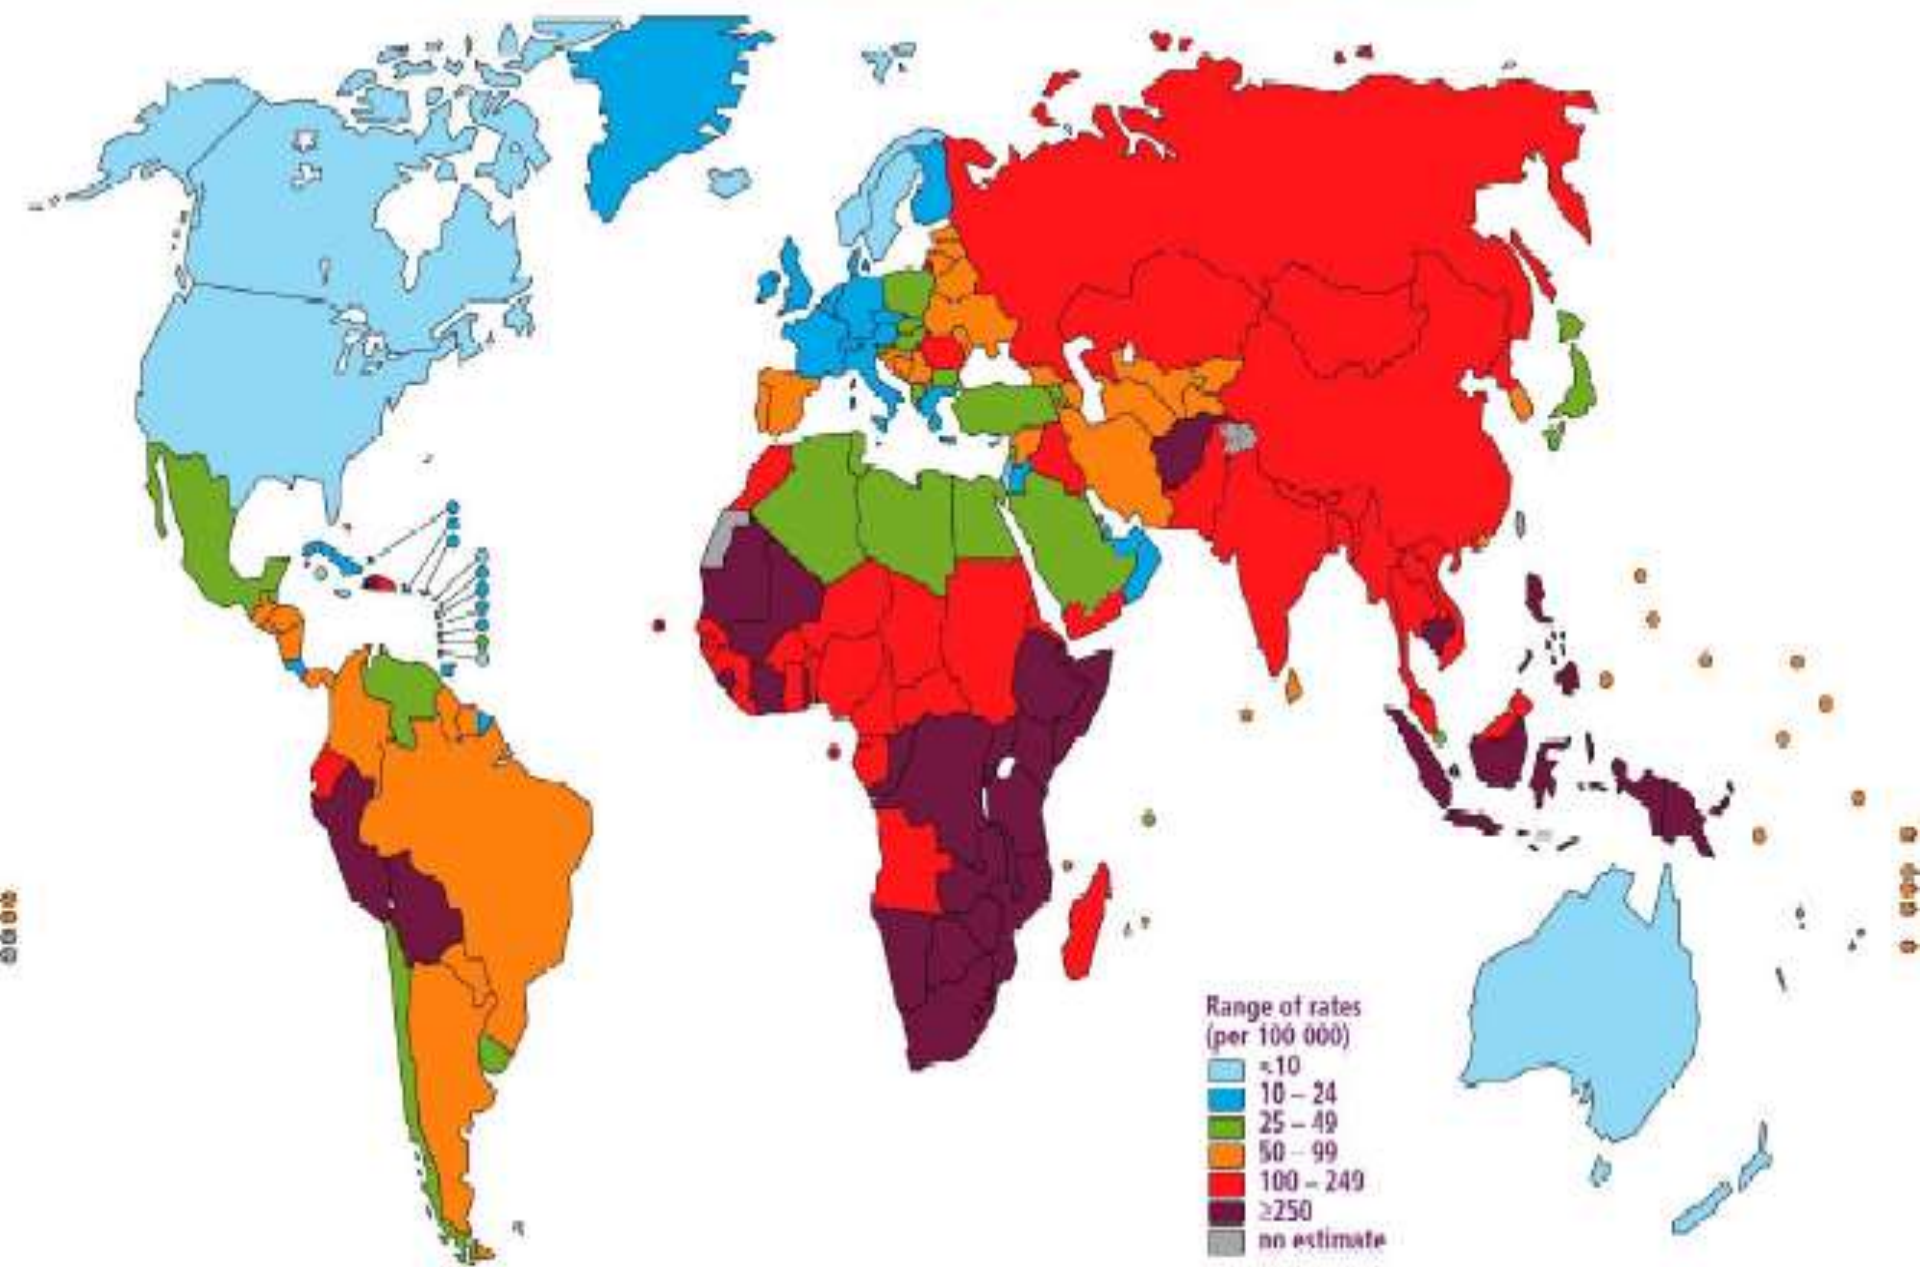 Range of rates
(per 100 000)
<10
10 – 24
25 – 49
50 – 99
100 – 249
≥250
no estimate